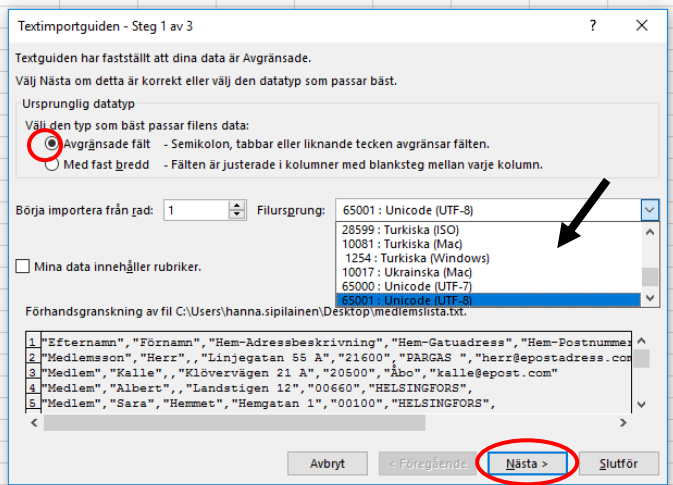 Textimportguiden - Steg 1 av 3 ? ×
Textguiden har fastställt att dina data är Avgränsade.
Välj Nästa om detta är korrekt eller välj den datatyp som passar bäst.
Ursprunglig datatyp
Välj den typ som bäst passar filens data:
Avgränsade fält - Semikolon, tabbar eller liknande tecken avgränsar fälten.
Med fast bredd - Fälten är justerade i kolumner med blanksteg mellan varje kolumn.
Börja importera från rad: 1 Filursprung: 65001 : Unicode (UTF-8)
28599 : Turkiska (ISO)
10081 : Turkiska (Mac)
1254 : Turkiska (Windows)
10017 : Ukrainska (Mac)
65000 : Unicode (UTF-7)
65001 : Unicode (UTF-8)
Mina data innehåller rubriker.
Förhandsgranskning av fil C:\Users\hanna.sipilainen\Desktop\medlemslista.txt.
1 "Efternamn","Förnamn","Hem-Adressbeskrivning","Hem-Gatuadress","Hem-Postnummer
2 "Medlemsson","Herr",,"Linjegatan 55 A","21600","PARGAS ","herr@epostadress.com
3 "Medlem","Kalle",,"Klövervägen 21 A","20500","Åbo","kalle@epost.com"
4 "Medlem","Albert",,"Landstigen 12","00660","HELSINGFORS",
5 "Medlem","Sara","Hemmet","Hemgatan 1","00100","HELSINGFORS",
Avbryt < Föregående Nästa > Slutför